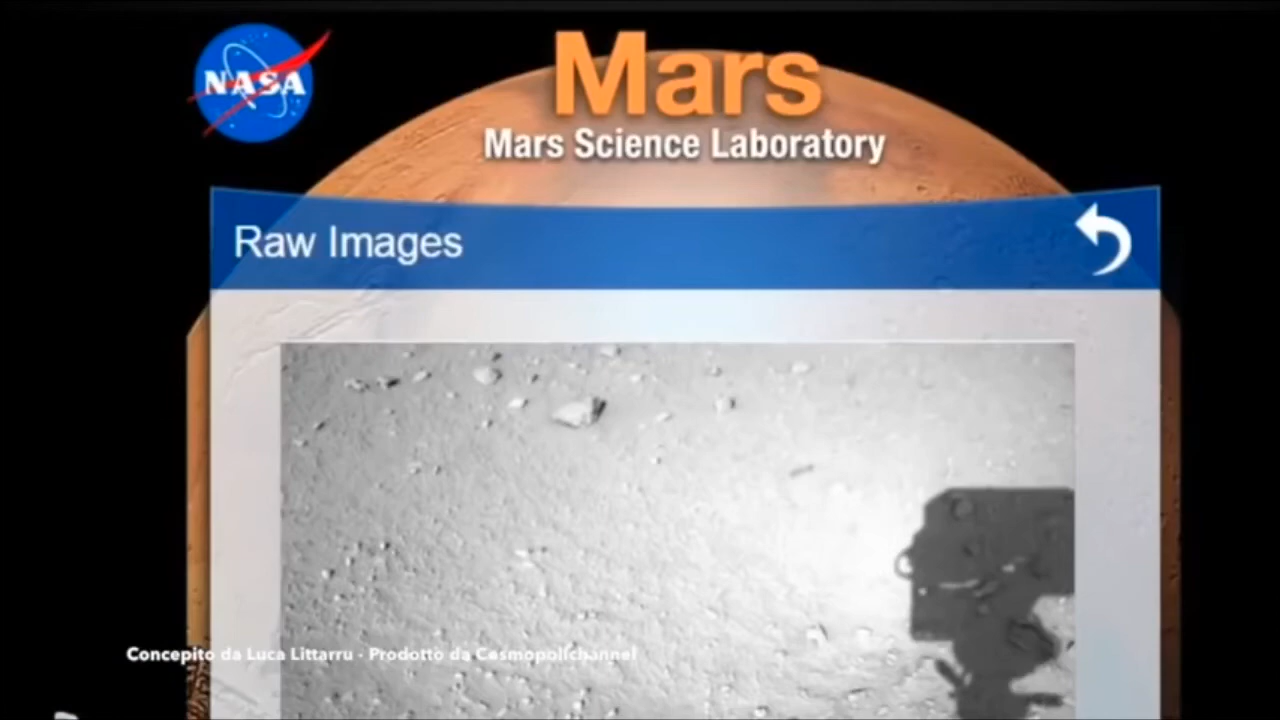 NASA
Mars
Mars Science Laboratory
Raw Images
Concepito da Luca Littarru - Prodotto da Cosmopolichannel